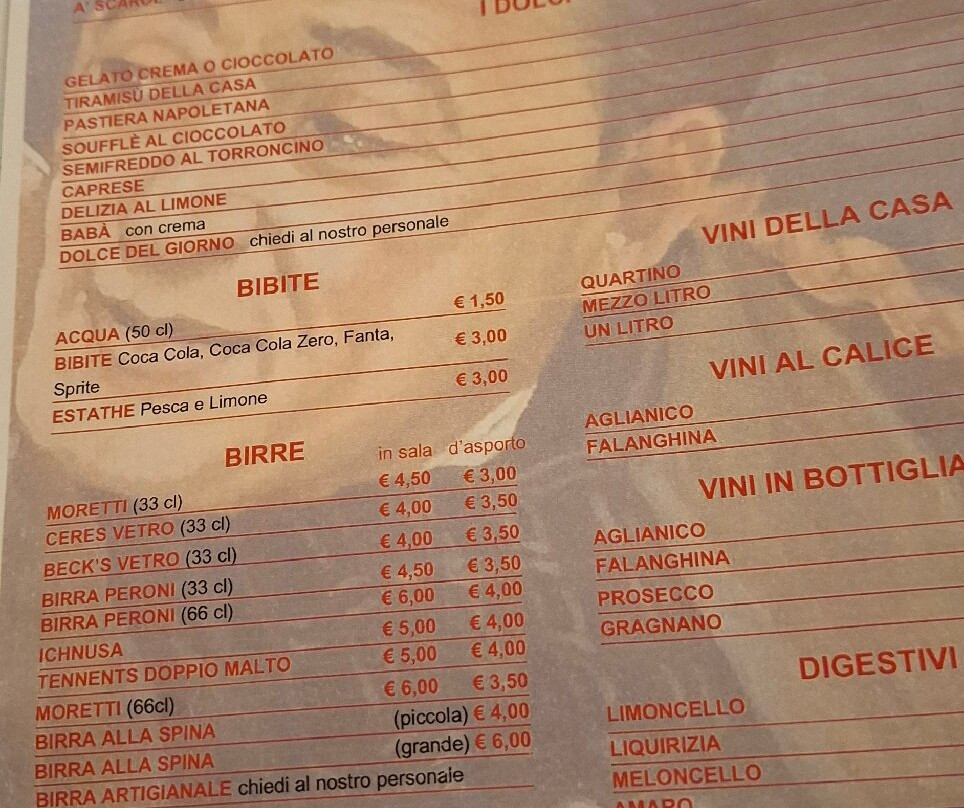 I DOLCI
GELATO CREMA O CIOCCOLATO
TIRAMISÙ DELLA CASA
PASTIERA NAPOLETANA
SOUFFLÈ AL CIOCCOLATO
SEMIFREDDO AL TORRONCINO
CAPRESE
DELIZIA AL LIMONE
BABÀ con crema
DOLCE DEL GIORNO chiedi al nostro personale
BIBITE
ACQUA (50 cl) € 1,50
BIBITE Coca Cola, Coca Cola Zero, Fanta, € 3,00
Sprite
ESTATHE Pesca e Limone € 3,00
BIRRE in sala d'asporto
MORETTI (33 cl) € 4,50 € 3,00
CERES VETRO (33 cl) € 4,00 € 3,50
BECK'S VETRO (33 cl) € 4,00 € 3,50
BIRRA PERONI (33 cl) € 4,50 € 3,50
BIRRA PERONI (66 cl) € 6,00 € 4,00
ICHNUSA € 5,00 € 4,00
TENNENTS DOPPIO MALTO € 5,00 € 4,00
MORETTI (66cl) € 6,00 € 3,50
BIRRA ALLA SPINA (piccola) € 4,00
BIRRA ALLA SPINA (grande) € 6,00
BIRRA ARTIGIANALE chiedi al nostro personale
VINI DELLA CASA
QUARTINO
MEZZO LITRO
UN LITRO
VINI AL CALICE
AGLIANICO
FALANGHINA
VINI IN BOTTIGLIA
AGLIANICO
FALANGHINA
PROSECCO
GRAGNANO
DIGESTIVI
LIMONCELLO
LIQUIRIZIA
MELONCELLO
AMARO